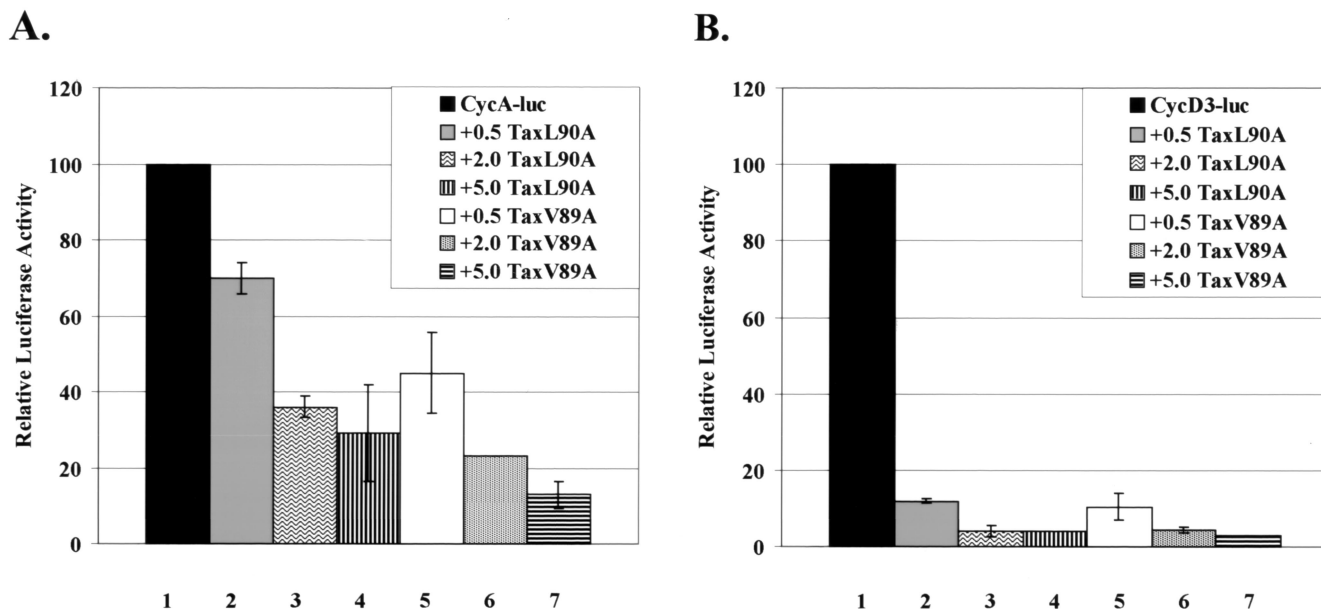 A.
Relative Luciferase Activity
120
100
80
60
40
20
0
CycA-luc
+0.5 TaxL90A
+2.0 TaxL90A
+5.0 TaxL90A
+0.5 TaxV89A
+2.0 TaxV89A
+5.0 TaxV89A
1 2 3 4 5 6 7
B.
Relative Luciferase Activity
120
100
80
60
40
20
0
CycD3-luc
+0.5 TaxL90A
+2.0 TaxL90A
+5.0 TaxL90A
+0.5 TaxV89A
+2.0 TaxV89A
+5.0 TaxV89A
1 2 3 4 5 6 7